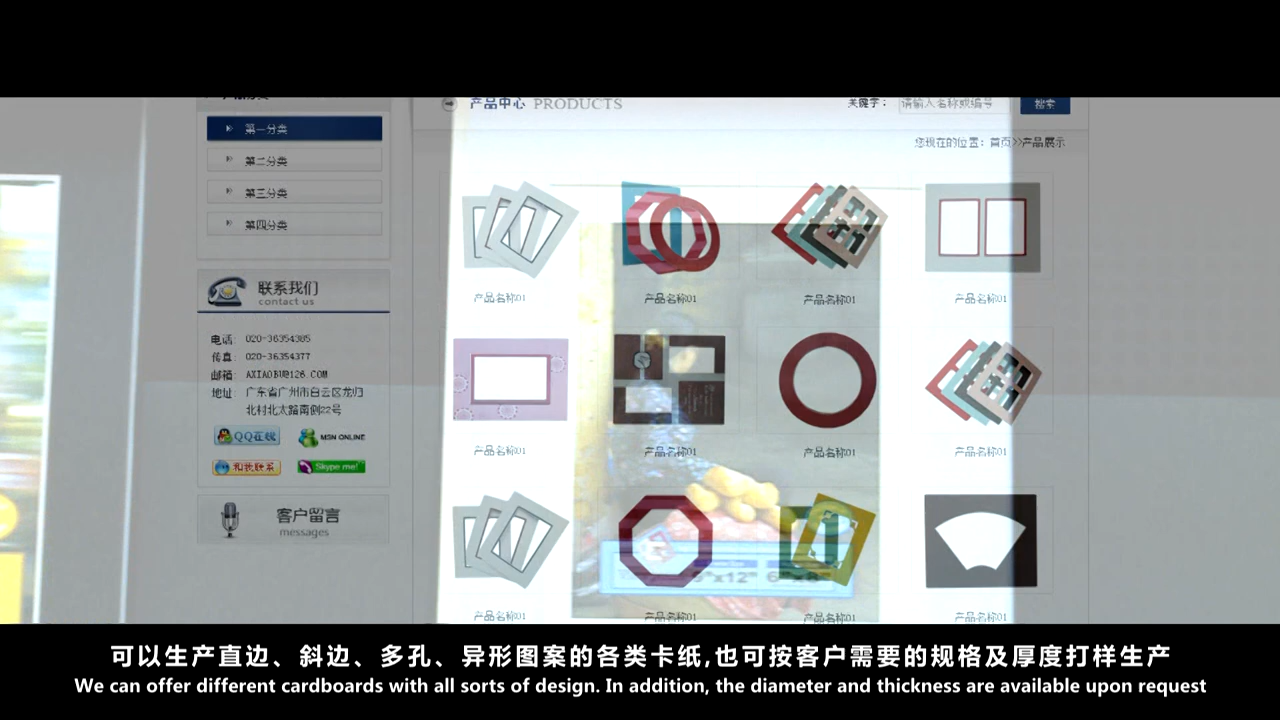 产品中心 PRODUCTS
关键字：
请输入名称或编号
搜索
第一分类
第二分类
第三分类
第四分类
您现在的位置：首页>>产品展示
产品名称01
产品名称01
产品名称01
产品名称01
联系我们
contact us
电话： 020-36354385
传真： 020-36354377
邮箱： AXIAOBU@126.COM
地址： 广东省广州市白云区龙归
北村北太路南侧22号
QQ在线
MSN ONLINE
和我联系
Skype me!
客户留言
messages
产品名称01
产品名称01
产品名称01
产品名称01
产品名称01
产品名称01
产品名称01
产品名称01
可以生产直边、斜边、多孔、异形图案的各类卡纸,也可按客户需要的规格及厚度打样生产
We can offer different cardboards with all sorts of design. In addition, the diameter and thickness are available upon request